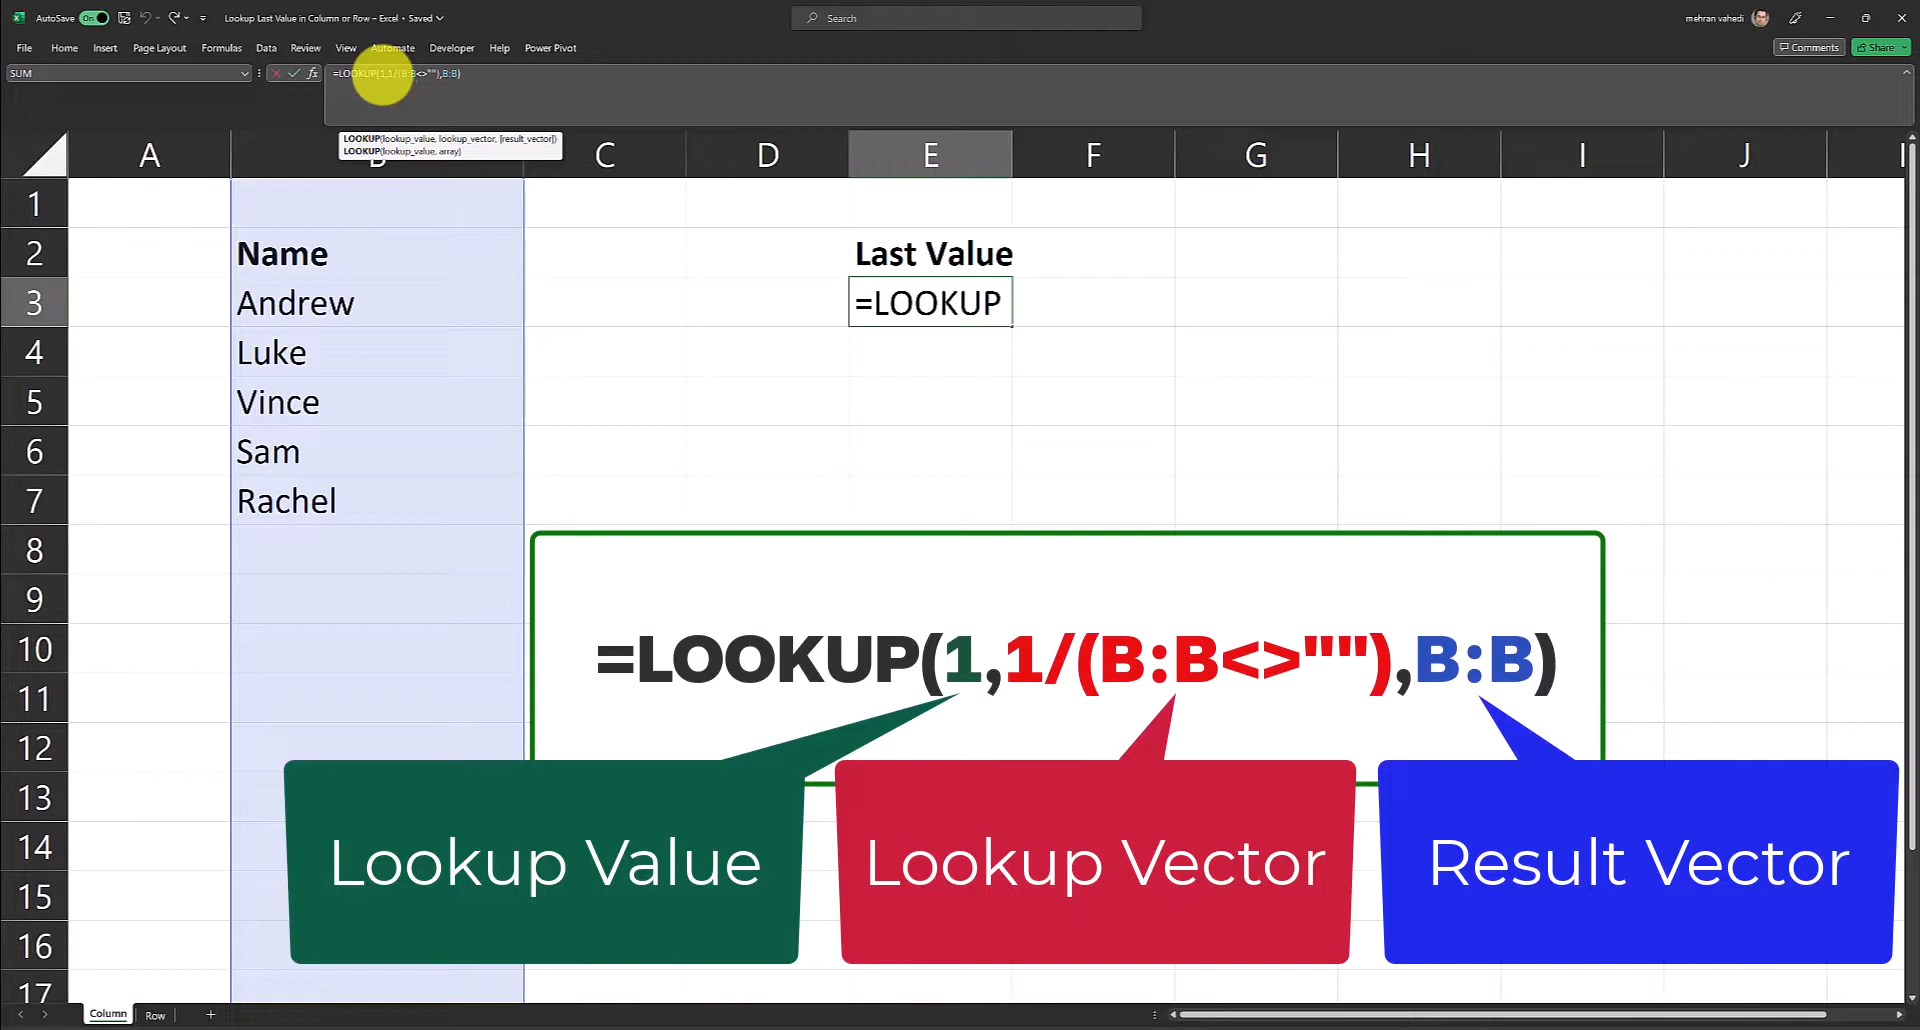 AutoSave On Lookup Last Value in Column or Row – Excel • Saved Search mehran vahedi
File Home Insert Page Layout Formulas Data Review View Automate Developer Help Power Pivot Comments Share
SUM fx =LOOKUP(1,1/(B:B<>""),B:B)
LOOKUP(lookup_value, lookup_vector, [result_vector])
LOOKUP(lookup_value, array)
A B C D E F G H I J
1
2 Name Last Value
3 Andrew =LOOKUP
4 Luke
5 Vince
6 Sam
7 Rachel
8
9
10
=LOOKUP(1,1/(B:B<>""),B:B)
11
12
13
14
Lookup Value Lookup Vector Result Vector
15
16
17
Column Row +